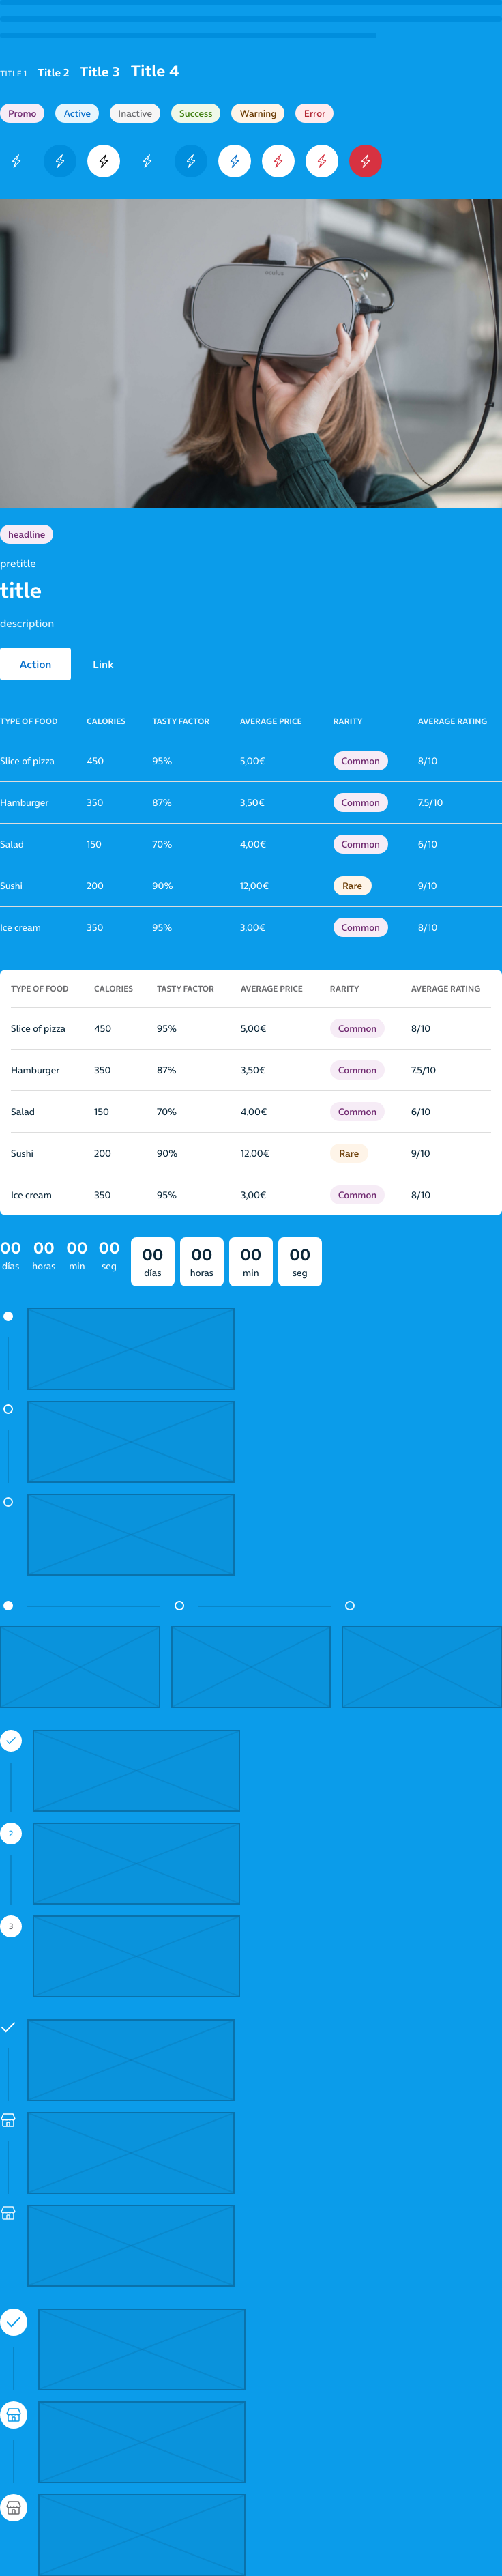 TITLE 1 Title 2 Title 3 Title 4
Promo Active Inactive Success Warning Error
oculus
headline
pretitle
title
description
Action Link
TYPE OF FOOD CALORIES TASTY FACTOR AVERAGE PRICE RARITY AVERAGE RATING
Slice of pizza 450 95% 5,00€ Common 8/10
Hamburger 350 87% 3,50€ Common 7.5/10
Salad 150 70% 4,00€ Common 6/10
Sushi 200 90% 12,00€ Rare 9/10
Ice cream 350 95% 3,00€ Common 8/10
TYPE OF FOOD CALORIES TASTY FACTOR AVERAGE PRICE RARITY AVERAGE RATING
Slice of pizza 450 95% 5,00€ Common 8/10
Hamburger 350 87% 3,50€ Common 7.5/10
Salad 150 70% 4,00€ Common 6/10
Sushi 200 90% 12,00€ Rare 9/10
Ice cream 350 95% 3,00€ Common 8/10
00 00 00 00 00 00 00 00
días horas min seg días horas min seg
2
3